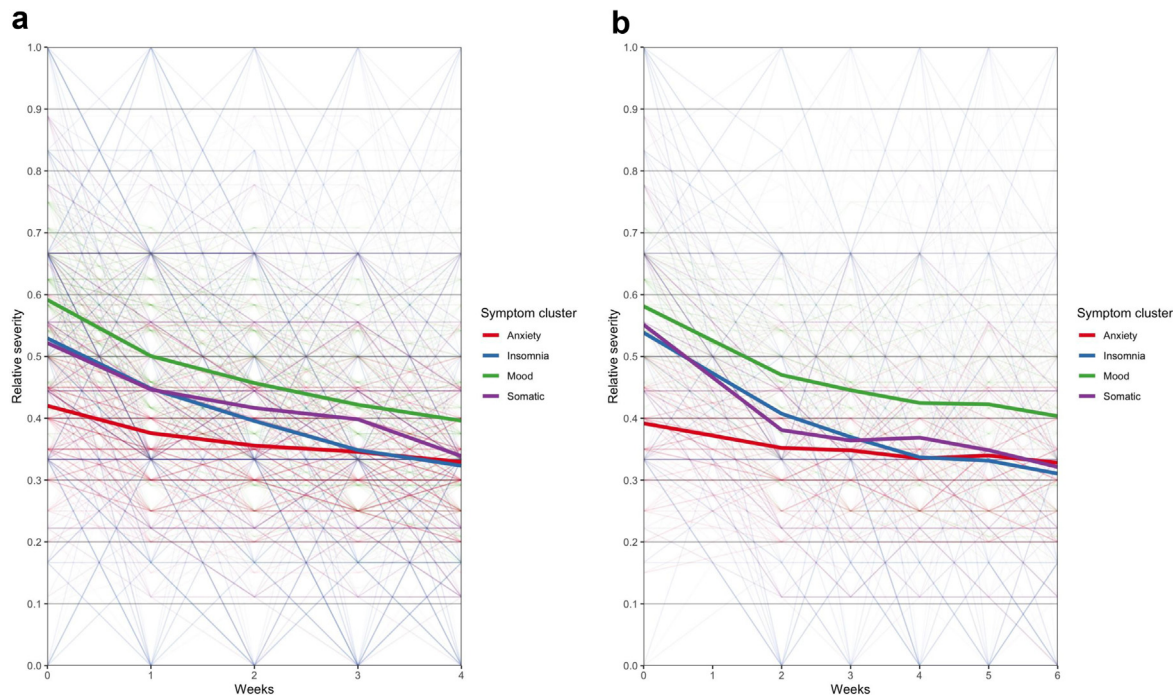 a
Relative severity
1.0
0.9
0.8
0.7
0.6
0.5
0.4
0.3
0.2
0.1
0.0
0 1 2 3 4
Weeks
Symptom cluster
Anxiety
Insomnia
Mood
Somatic
b
Relative severity
1.0
0.9
0.8
0.7
0.6
0.5
0.4
0.3
0.2
0.1
0.0
0 1 2 3 4 5 6
Weeks
Symptom cluster
Anxiety
Insomnia
Mood
Somatic